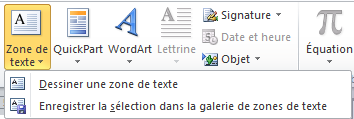 Zone de texte
QuickPart
WordArt
Lettrine
Signature
Date et heure
Objet
Équation
Dessiner une zone de texte
Enregistrer la sélection dans la galerie de zones de texte